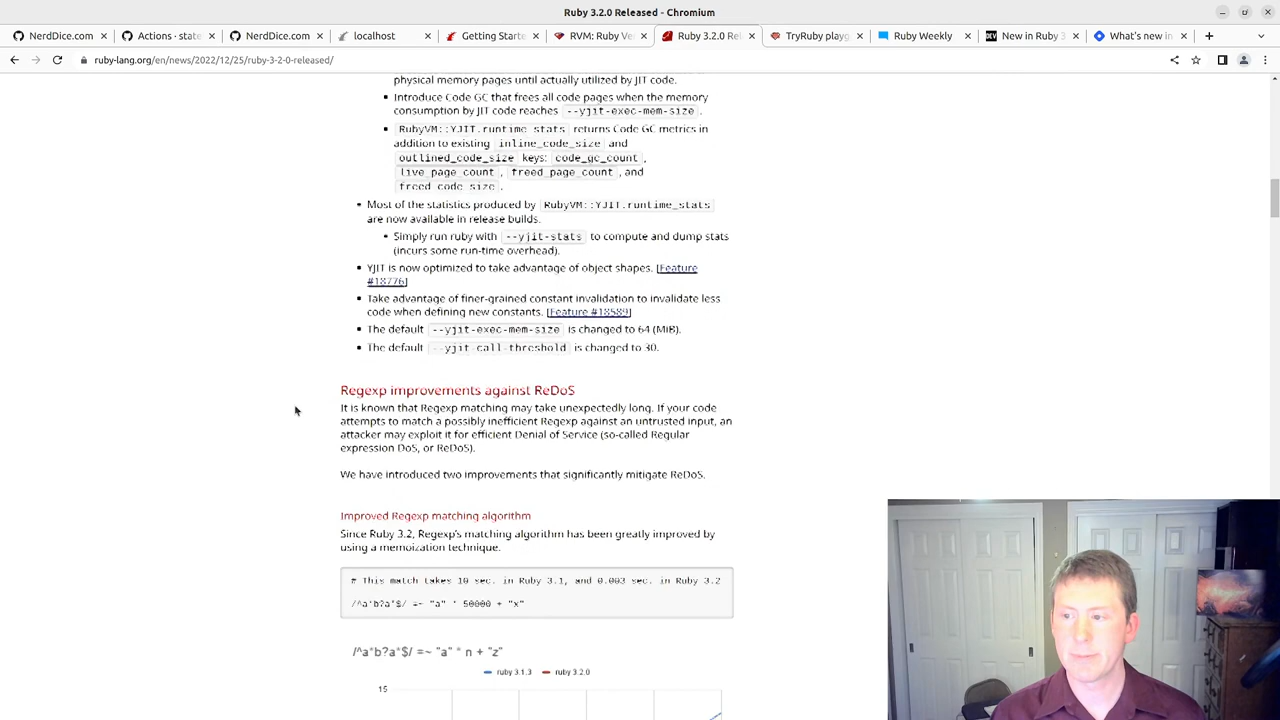 Ruby 3.2.0 Released - Chromium
NerdDice.com
Actions · state
NerdDice.com
localhost
Getting Starte
RVM: Ruby Ve
Ruby 3.2.0 Rel
TryRuby playg
Ruby Weekly
New in Ruby 3
What's new in
ruby-lang.org/en/news/2022/12/25/ruby-3-2-0-released/
physical memory pages until actually utilized by JIT code.
Introduce Code GC that frees all code pages when the memory
consumption by JIT code reaches --yjit-exec-mem-size.
RubyVM::YJIT.runtime_stats returns Code GC metrics in
addition to existing inline_code_size and
outlined_code_size keys: code_gc_count,
live_page_count, freed_page_count, and
freed_code_size.
Most of the statistics produced by RubyVM::YJIT.runtime_stats
are now available in release builds.
Simply run ruby with --yjit-stats to compute and dump stats
(incurs some run-time overhead).
YJIT is now optimized to take advantage of object shapes. [Feature
#18776]
Take advantage of finer-grained constant invalidation to invalidate less
code when defining new constants. [Feature #18589]
The default --yjit-exec-mem-size is changed to 64 (MiB).
The default --yjit-call-threshold is changed to 30.
Regexp improvements against ReDoS
It is known that Regexp matching may take unexpectedly long. If your code
attempts to match a possibly inefficient Regexp against an untrusted input, an
attacker may exploit it for efficient Denial of Service (so-called Regular
expression DoS, or ReDoS).
We have introduced two improvements that significantly mitigate ReDoS.
Improved Regexp matching algorithm
Since Ruby 3.2, Regexp's matching algorithm has been greatly improved by
using a memoization technique.
# This match takes 10 sec. in Ruby 3.1, and 0.003 sec. in Ruby 3.2
/^a*b?a*$/ =~ "a" * 50000 + "x"
/^a*b?a*$/ =~ "a" * n + "z"
ruby 3.1.3
ruby 3.2.0
15